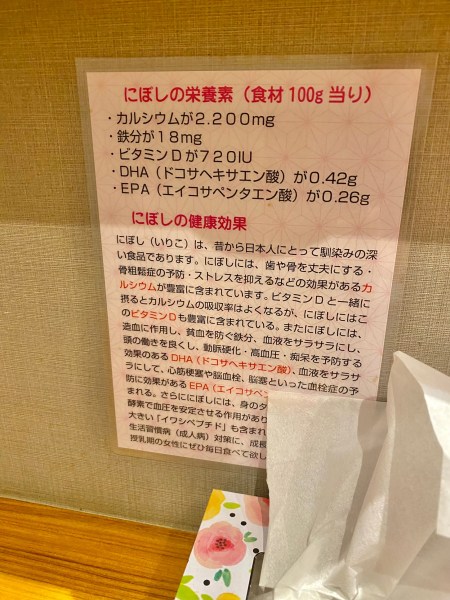 にぼしの栄養素（食材100g当り）
・カルシウムが2.200mg
・鉄分が18mg
・ビタミンDが720IU
・DHA（ドコサヘキサエン酸）が0.42g
・EPA（エイコサペンタエン酸）が0.26g
にぼしの健康効果
にぼし（いりこ）は、昔から日本人にとって馴染みの深
い食品であります。にぼしには、歯や骨を丈夫にする・
骨粗鬆症の予防・ストレスを抑えるなどの効果があるカ
ルシウムが豊富に含まれています。ビタミンDと一緒に
摂るとカルシウムの吸収率はよくなるが、にぼしにはこ
のビタミンDも豊富に含まれている。またにぼしには、
造血に作用し、貧血を防ぐ鉄分、血液をサラサラにし、
頭の働きを良くし、動脈硬化・高血圧・痴呆を予防する
効果のあるDHA（ドコサヘキサエン酸）、血液をサラサ
ラにして、心筋梗塞や脳血栓、脳塞といった血栓症の予
防に効果があるEPA（エイコサペン
まれる。さらににぼしには、身のタ
酵素で血圧を安定させる作用があり
大きい「イワシペプチド」も含まれ
生活習慣病（成人病）対策に、成長
授乳期の女性にぜひ毎日食べて欲し